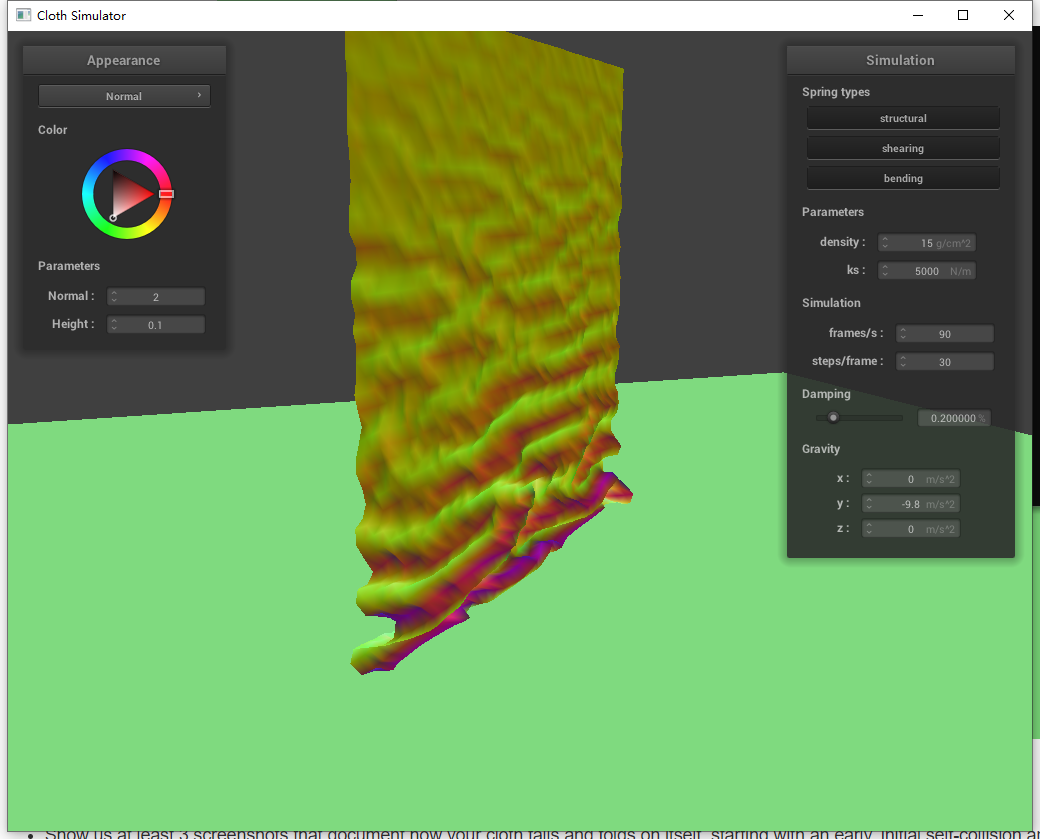 Cloth Simulator
Appearance
Normal
Color
Parameters
Normal : 2
Height : 0.1
Simulation
Spring types
structural
shearing
bending
Parameters
density : 15 g/cm^2
ks : 5000 N/m
Simulation
frames/s : 90
steps/frame : 30
Damping
0.200000 %
Gravity
x : 0 m/s^2
y : -9.8 m/s^2
z : 0 m/s^2
Show us at least 3 screenshots that document how your cloth falls and folds on itself, starting with an early, initial self-collision